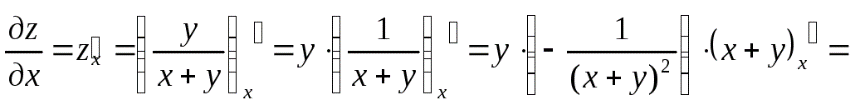 ∂z/∂x = z▯ₓ = ▯ y/(x + y) ▯ₓ▯ = y · ▯ 1/(x + y) ▯ₓ▯ = y · ▯ - 1/(x + y)² ▯ · (x + y)ₓ▯ =